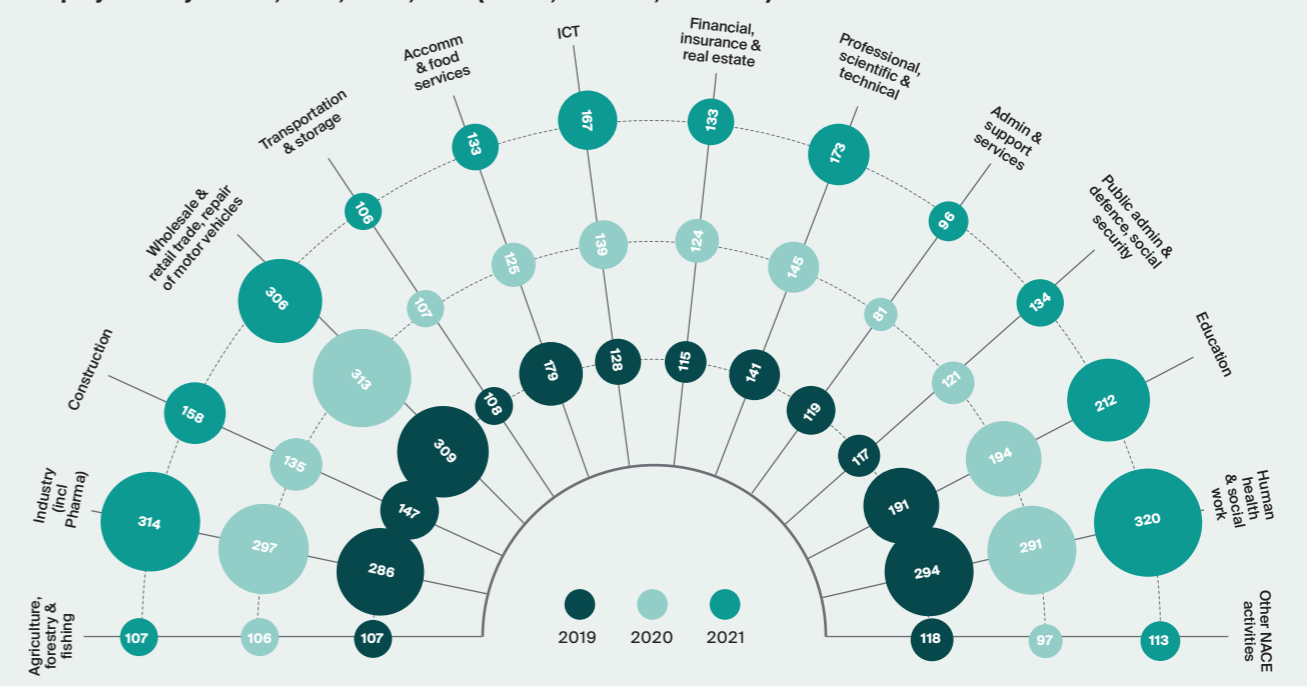 Agriculture,
forestry &
fishing
107
106
107
Industry
(incl
Pharma)
314
297
286
Construction
158
135
147
Wholesale &
retail trade, repair
of motor vehicles
306
313
309
Transportation
& storage
106
107
108
Accomm
& food
services
133
125
179
ICT
167
139
128
Financial,
insurance &
real estate
133
124
115
Professional,
scientific &
technical
173
145
141
Admin &
support
services
96
81
119
Public admin &
defence, social
security
134
121
117
Education
212
194
191
Human
health
& social
work
320
291
294
Other NACE
activities
113
97
118
2019
2020
2021